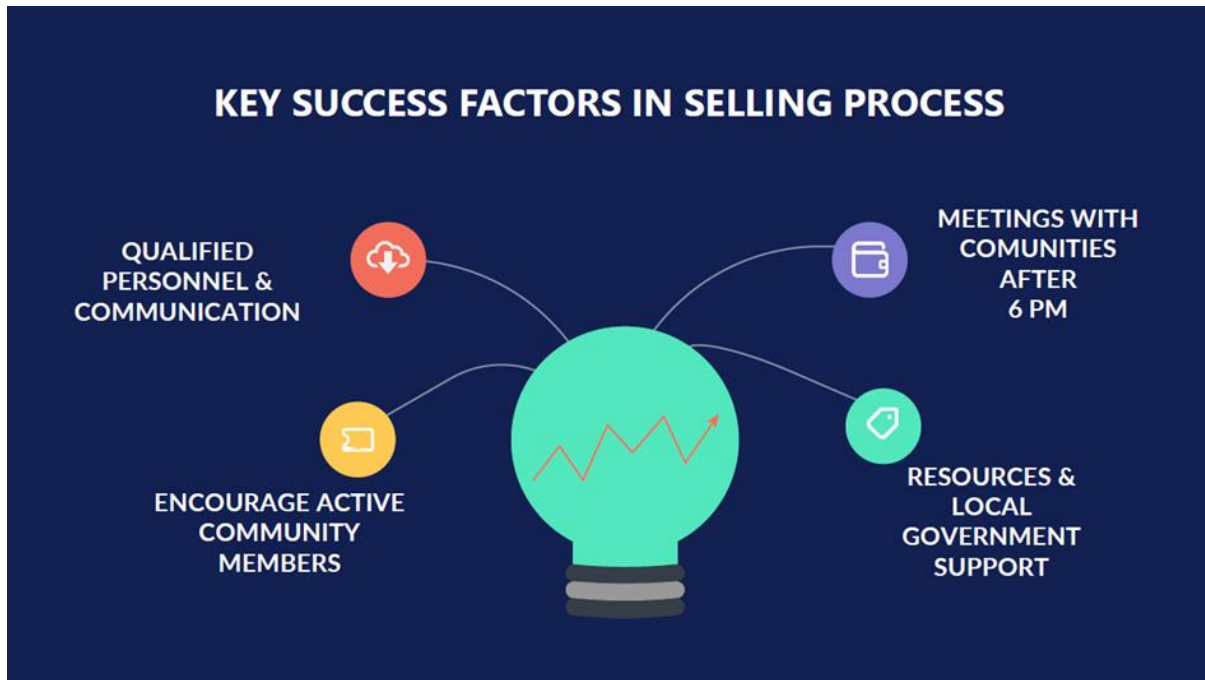 KEY SUCCESS FACTORS IN SELLING PROCESS
QUALIFIED
PERSONNEL &
COMMUNICATION
MEETINGS WITH
COMUNITIES
AFTER
6 PM
ENCOURAGE ACTIVE
COMMUNITY
MEMBERS
RESOURCES &
LOCAL
GOVERNMENT
SUPPORT